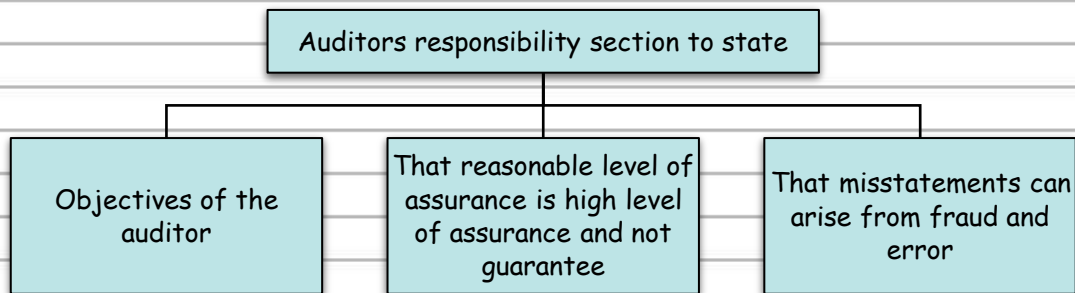 Auditors responsibility section to state
Objectives of the
auditor
That reasonable level of
assurance is high level
of assurance and not
guarantee
That misstatements can
arise from fraud and
error